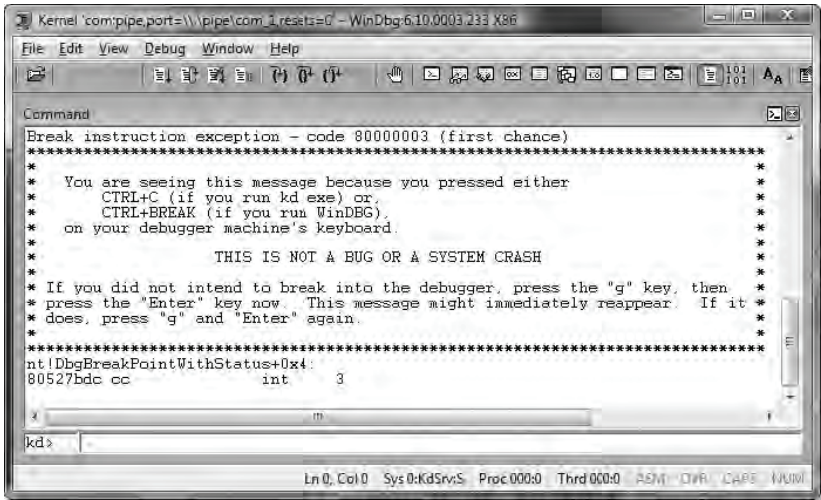 Kernel 'com:pipe,port=\\.\pipe\com_1,resets=0' - WinDbg:6.10.0003.233 X86
File Edit View Debug Window Help
Command
Break instruction exception - code 80000003 (first chance)
*******************************************************************************
*                                                                             *
*   You are seeing this message because you pressed either                    *
*       CTRL+C (if you run kd.exe) or,                                        *
*       CTRL+BREAK (if you run WinDBG),                                       *
*   on your debugger machine's keyboard.                                      *
*                                                                             *
*                   THIS IS NOT A BUG OR A SYSTEM CRASH                       *
*                                                                             *
* If you did not intend to break into the debugger, press the "g" key, then   *
* press the "Enter" key now.  This message might immediately reappear.  If it *
* does, press "g" and "Enter" again.                                          *
*                                                                             *
*******************************************************************************
nt!DbgBreakPointWithStatus+0x4:
80527bdc cc              int     3
kd>
Ln 0, Col 0 Sys 0:KdSrv:S Proc 000:0 Thrd 000:0 ASM OVR CAPS NUM